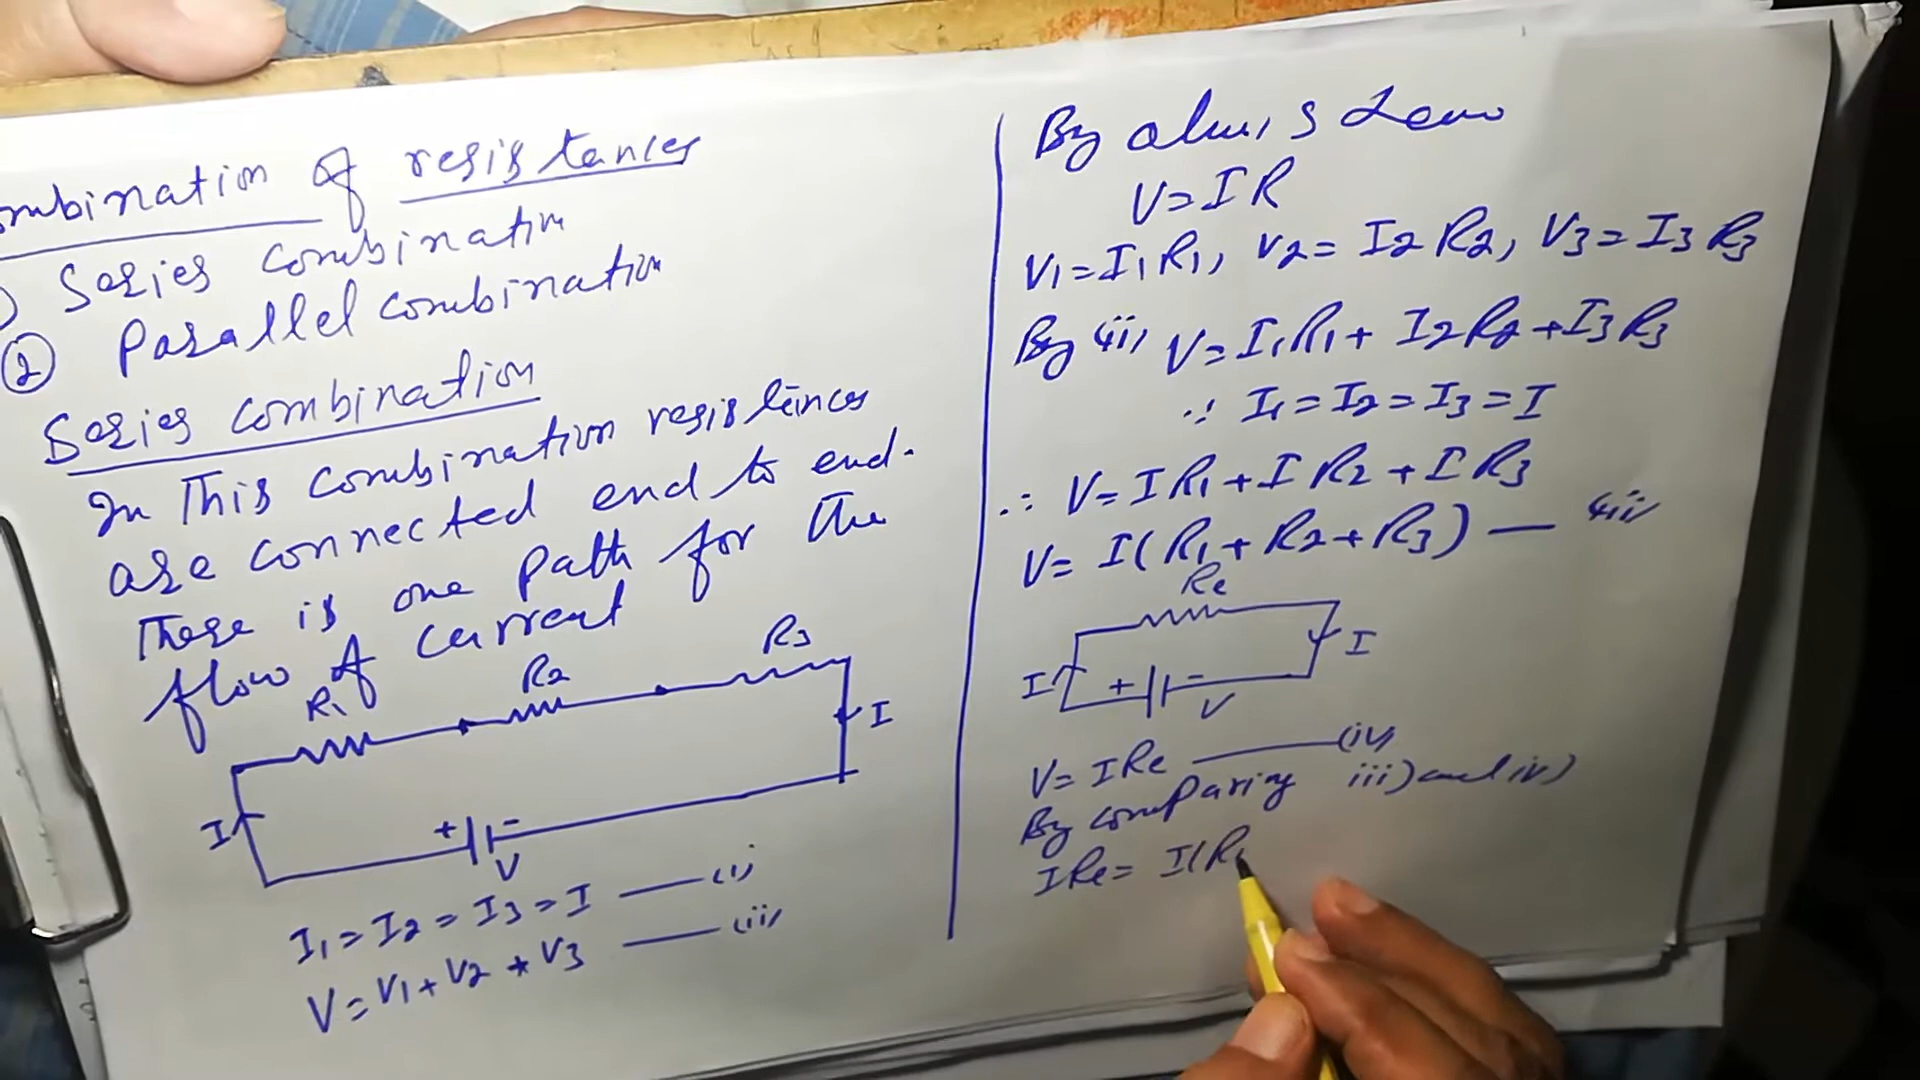 ombination of resistances
) Series combination
② Parallel combination
Series combination
In This combination resistances
are connected end to end.
There is one path for the
flow of current
R1 R2 R3
I
I
+ -
V
I1 = I2 = I3 = I — (i)
V = V1 + V2 + V3 — (ii)
By ohm's Law
V = IR
V1 = I1R1, V2 = I2R2, V3 = I3R3
By (ii) V = I1R1 + I2R2 + I3R3
∵ I1 = I2 = I3 = I
∴ V = IR1 + IR2 + IR3
V = I(R1 + R2 + R3) — (iii)
Re
I
I
+ -
V
V = IRe — (iv)
By comparing iii) and iv)
IRe = I(R1